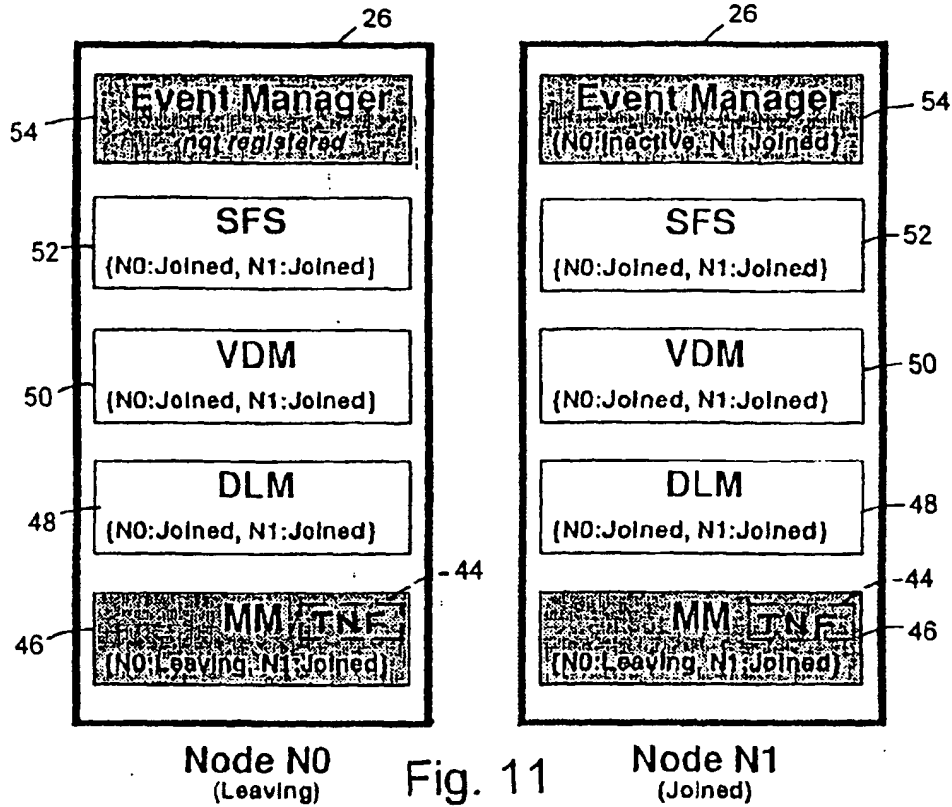 26
54
Event Manager
not registered
52
SFS
{N0:Joined, N1:Joined}
50
VDM
{N0:Joined, N1:Joined}
48
DLM
{N0:Joined, N1:Joined}
44
46
MM TNF
{N0:Leaving, N1:Joined}
Node N0
(Leaving)
26
Event Manager
54
{N0:Inactive, N1:Joined}
SFS
52
{N0:Joined, N1:Joined}
VDM
50
{N0:Joined, N1:Joined}
DLM
48
{N0:Joined, N1:Joined}
44
MM TNF
46
{N0:Leaving, N1:Joined}
Node N1
(Joined)
Fig. 11